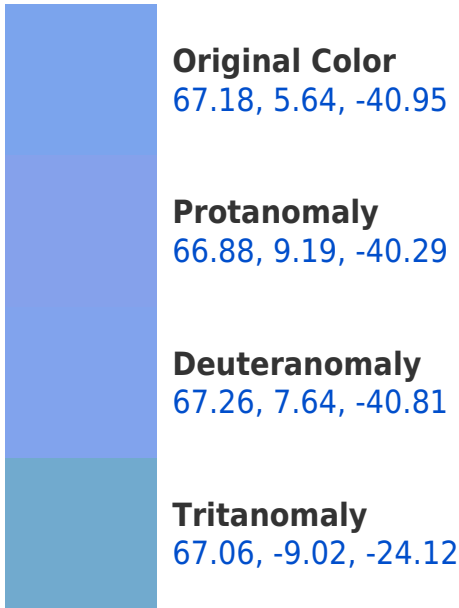 Original Color
67.18, 5.64, -40.95
Protanomaly
66.88, 9.19, -40.29
Deuteranomaly
67.26, 7.64, -40.81
Tritanomaly
67.06, -9.02, -24.12